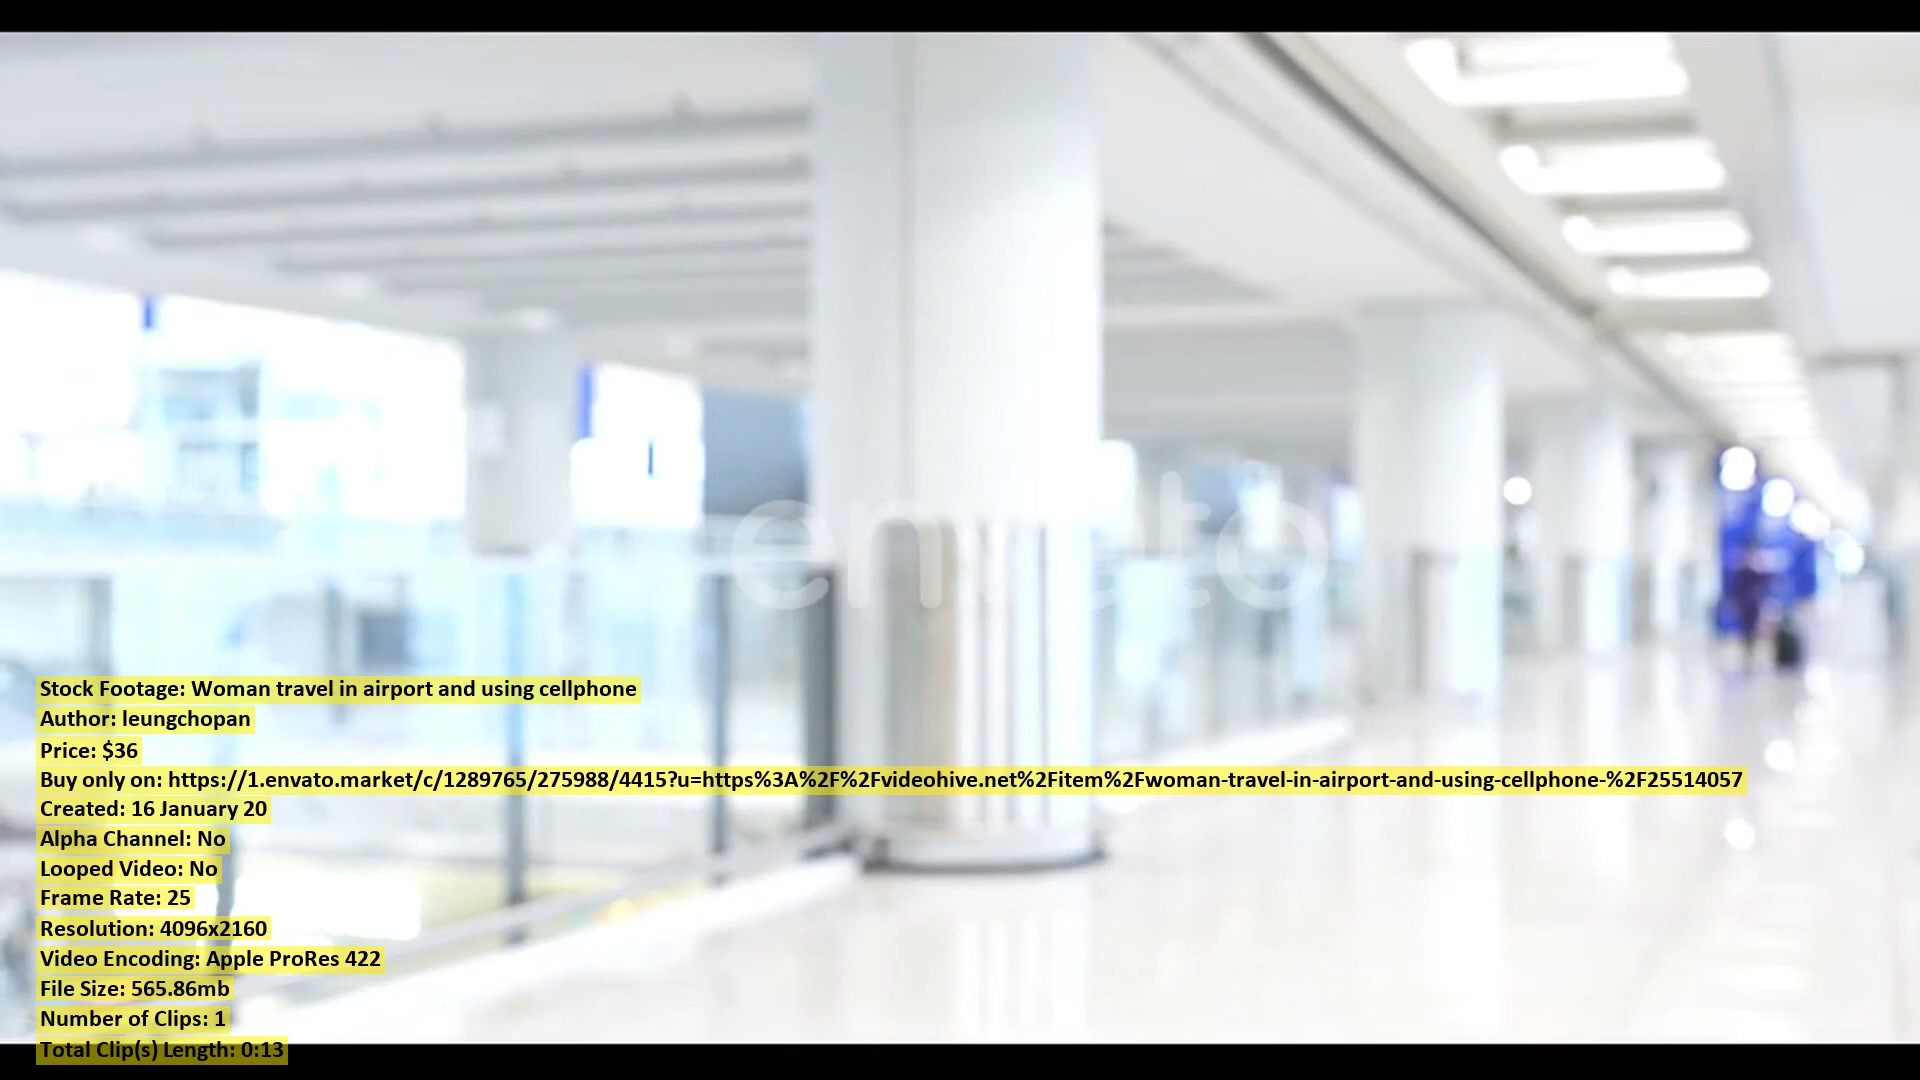 envato
Stock Footage: Woman travel in airport and using cellphone
Author: leungchopan
Price: $36
Buy only on: https://1.envato.market/c/1289765/275988/4415?u=https%3A%2F%2Fvideohive.net%2Fitem%2Fwoman-travel-in-airport-and-using-cellphone-%2F25514057
Created: 16 January 20
Alpha Channel: No
Looped Video: No
Frame Rate: 25
Resolution: 4096x2160
Video Encoding: Apple ProRes 422
File Size: 565.86mb
Number of Clips: 1
Total Clip(s) Length: 0:13